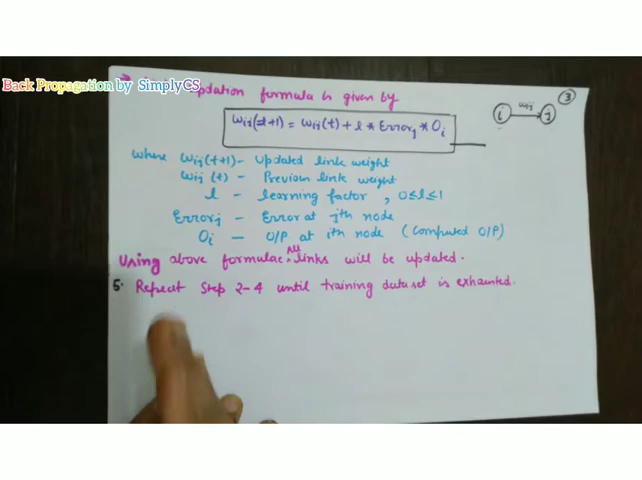 Back Propagation by SimplyCS
updation formula is given by
3
Wij(t+1) = Wij(t) + l * Errorj * Oi
Wij
i
j
where Wij(t+1) - Updated link weight
Wij (t) - Previous link weight
l - learning factor, 0≤l≤1
Errorj - Error at jth node
Oi - O/P at ith node (Computed O/P)
Using above formulae All links will be updated.
5. Repeat Step 2-4 until training dataset is exhausted.